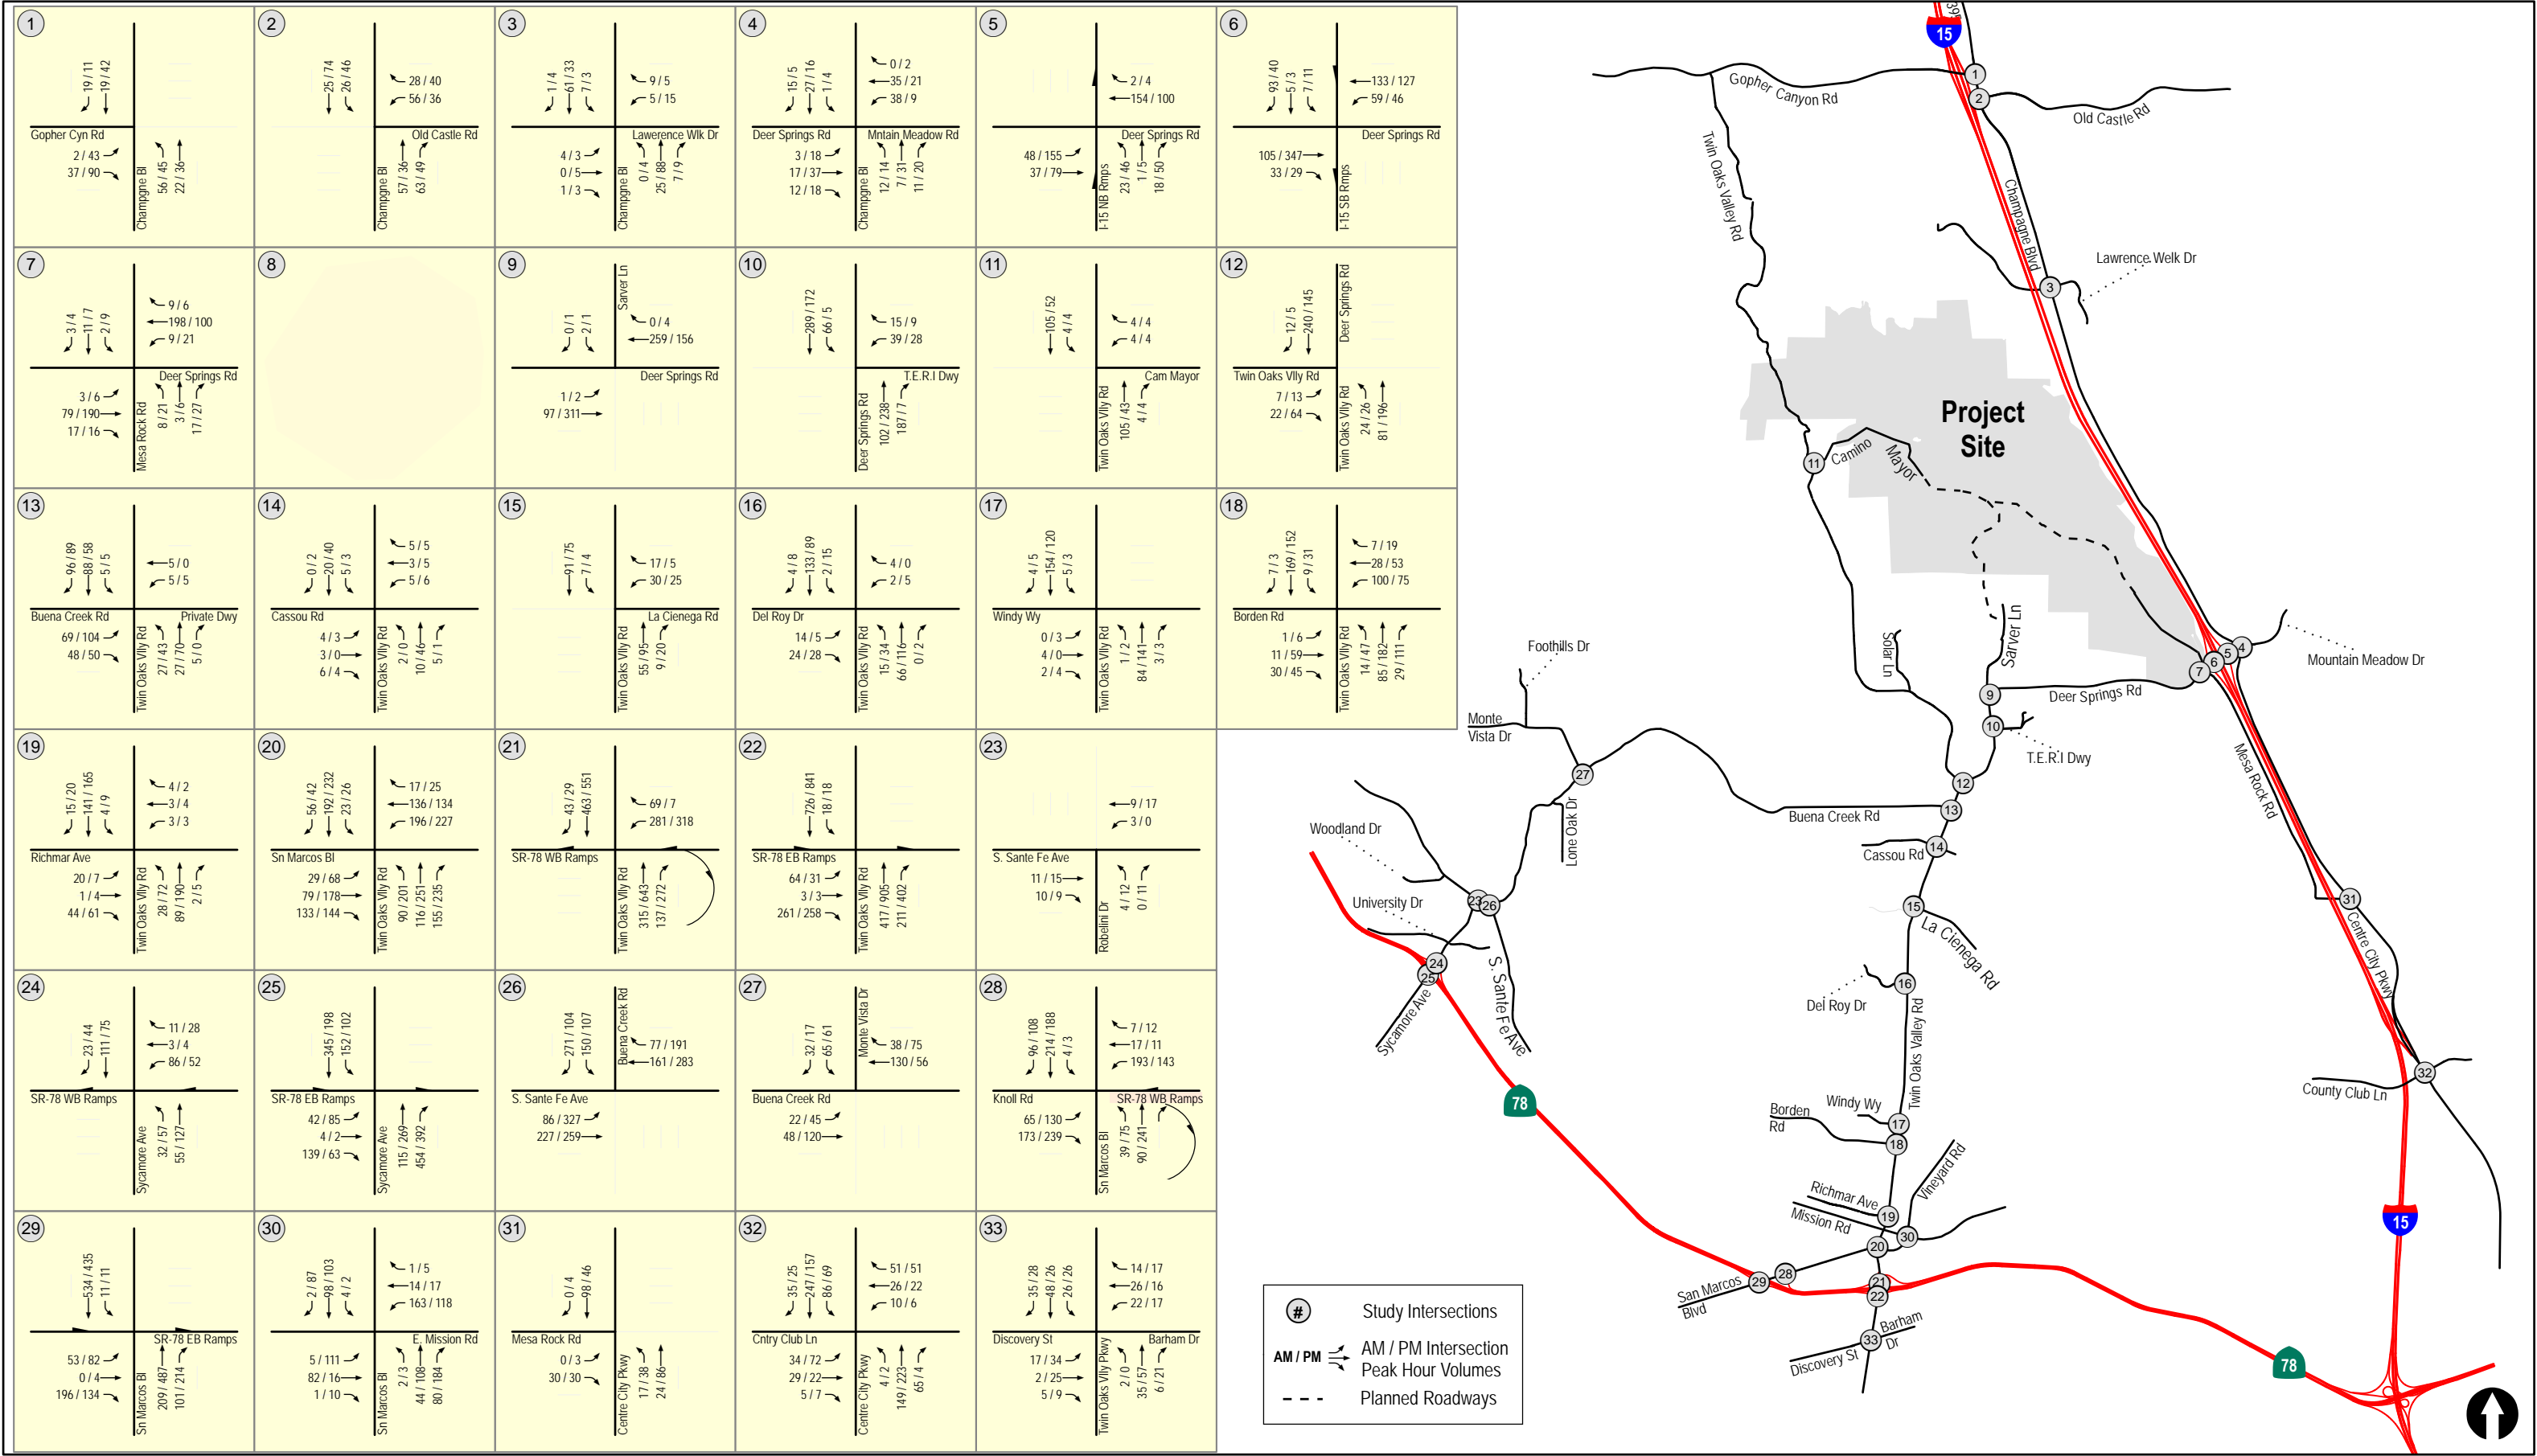 1
19 / 11
19 / 42
Gopher Cyn Rd
2 / 43
37 / 90
Champgne Bl
56 / 45
22 / 36
2
25 / 74
26 / 46
28 / 40
56 / 36
Old Castle Rd
Champgne Bl
57 / 36
63 / 49
3
1 / 4
61 / 33
7 / 3
9 / 5
5 / 15
Lawerence Wlk Dr
4 / 3
0 / 5
1 / 3
Champgne Bl
0 / 4
25 / 88
7 / 9
4
15 / 5
27 / 16
1 / 4
0 / 2
35 / 21
38 / 9
Deer Springs Rd
Mntain Meadow Rd
3 / 18
17 / 37
12 / 18
Champgne Bl
12 / 14
7 / 31
11 / 20
5
2 / 4
154 / 100
Deer Springs Rd
48 / 155
37 / 79
I-15 NB Rmps
23 / 46
1 / 5
18 / 50
6
93 / 40
5 / 3
7 / 11
133 / 127
59 / 46
Deer Springs Rd
105 / 347
33 / 29
I-15 SB Rmps
7
3 / 4
11 / 7
2 / 9
9 / 6
198 / 100
9 / 21
Deer Springs Rd
3 / 6
79 / 190
17 / 16
Mesa Rock Rd
8 / 21
3 / 6
17 / 27
8
9
Sarver Ln
0 / 1
2 / 1
0 / 4
259 / 156
Deer Springs Rd
1 / 2
97 / 311
10
289 / 172
66 / 5
15 / 9
39 / 28
T.E.R.I Dwy
Deer Springs Rd
102 / 238
187 / 7
11
105 / 52
4 / 4
4 / 4
4 / 4
Cam Mayor
Twin Oaks Vlly Rd
105 / 43
4 / 4
12
Deer Springs Rd
12 / 5
240 / 145
Twin Oaks Vlly Rd
7 / 13
22 / 64
Twin Oaks Vlly Rd
24 / 26
81 / 196
13
96 / 89
88 / 58
5 / 5
5 / 0
5 / 5
Buena Creek Rd
Private Dwy
69 / 104
48 / 50
Twin Oaks Vlly Rd
27 / 43
27 / 70
5 / 0
14
0 / 2
20 / 40
5 / 3
5 / 5
3 / 5
5 / 6
Cassou Rd
4 / 3
3 / 0
6 / 4
Twin Oaks Vlly Rd
2 / 0
10 / 46
5 / 1
15
91 / 75
7 / 4
17 / 5
30 / 25
La Cienega Rd
Twin Oaks Vlly Rd
55 / 95
9 / 20
16
4 / 8
133 / 89
2 / 15
4 / 0
2 / 5
Del Roy Dr
14 / 5
24 / 28
Twin Oaks Vlly Rd
15 / 34
66 / 116
0 / 2
17
4 / 5
154 / 120
5 / 3
Windy Wy
0 / 3
4 / 0
2 / 4
Twin Oaks Vlly Rd
1 / 2
84 / 141
3 / 3
18
7 / 3
169 / 152
9 / 31
7 / 19
28 / 53
100 / 75
Borden Rd
1 / 6
11 / 59
30 / 45
Twin Oaks Vlly Rd
14 / 47
85 / 182
29 / 111
19
15 / 20
141 / 165
4 / 9
4 / 2
3 / 4
3 / 3
Richmar Ave
20 / 7
1 / 4
44 / 61
Twin Oaks Vlly Rd
28 / 72
89 / 190
2 / 5
20
56 / 42
192 / 232
23 / 26
17 / 25
136 / 134
196 / 227
Sn Marcos Bl
29 / 68
79 / 178
133 / 144
Twin Oaks Vlly Rd
90 / 201
116 / 251
155 / 235
21
43 / 29
463 / 551
69 / 7
281 / 318
SR-78 WB Ramps
Twin Oaks Vlly Rd
315 / 643
137 / 272
22
726 / 841
18 / 18
SR-78 EB Ramps
64 / 31
3 / 3
261 / 258
Twin Oaks Vlly Rd
417 / 905
211 / 402
23
9 / 17
3 / 0
S. Sante Fe Ave
11 / 15
10 / 9
Robelini Dr
4 / 12
0 / 11
24
23 / 44
111 / 75
11 / 28
3 / 4
86 / 52
SR-78 WB Ramps
Sycamore Ave
32 / 57
55 / 127
25
345 / 198
152 / 102
SR-78 EB Ramps
42 / 85
4 / 2
139 / 63
Sycamore Ave
115 / 269
454 / 392
26
Buena Creek Rd
271 / 104
150 / 107
77 / 191
161 / 283
S. Sante Fe Ave
86 / 327
227 / 259
27
Monte Vista Dr
32 / 17
65 / 61
38 / 75
130 / 56
Buena Creek Rd
22 / 45
48 / 120
28
96 / 108
214 / 188
4 / 3
7 / 12
17 / 11
193 / 143
Knoll Rd
SR-78 WB Ramps
65 / 130
173 / 239
Sn Marcos Bl
39 / 75
90 / 241
29
534 / 435
11 / 11
SR-78 EB Ramps
53 / 82
0 / 4
196 / 134
Sn Marcos Bl
209 / 487
101 / 214
30
2 / 87
98 / 103
4 / 2
1 / 5
14 / 17
163 / 118
E. Mission Rd
5 / 111
82 / 16
1 / 10
Sn Marcos Bl
2 / 3
44 / 108
80 / 184
31
0 / 4
98 / 46
Mesa Rock Rd
0 / 3
30 / 30
Centre City Pkwy
17 / 38
24 / 86
32
35 / 25
247 / 157
86 / 69
51 / 51
26 / 22
10 / 6
Cntry Club Ln
34 / 72
29 / 22
5 / 7
Centre City Pkwy
4 / 2
149 / 223
65 / 4
33
35 / 28
48 / 26
26 / 26
14 / 17
26 / 16
22 / 17
Discovery St
Barham Dr
17 / 34
2 / 25
5 / 9
Twin Oaks Vlly Pkwy
2 / 0
35 / 57
6 / 21
15
1
2
Gopher Canyon Rd
Old Castle Rd
Twin Oaks Valley Rd
Champagne Blvd
Lawrence Welk Dr
3
Project
Site
11
Camino
Mayor
Solar Ln
Sarver Ln
4
5
6
7
Mountain Meadow Dr
9
Deer Springs Rd
10
T.E.R.I Dwy
Foothills Dr
Monte
Vista Dr
27
Lone Oak Dr
12
13
Buena Creek Rd
Mesa Rock Rd
Woodland Dr
Cassou Rd
14
23
26
University Dr
15
La Cienega Rd
31
Centre City Pkwy
24
25
Sycamore Ave
S. Sante Fe Ave
16
Del Roy Dr
Twin Oaks Valley Rd
32
County Club Ln
78
Windy Wy
17
Borden
Rd
18
Vineyard Rd
Richmar Ave
19
Mission Rd
30
20
15
San Marcos
Blvd
29
28
21
22
33
Barham
Dr
Discovery St
78
#
Study Intersections
AM / PM
AM / PM Intersection
Peak Hour Volumes
Planned Roadways